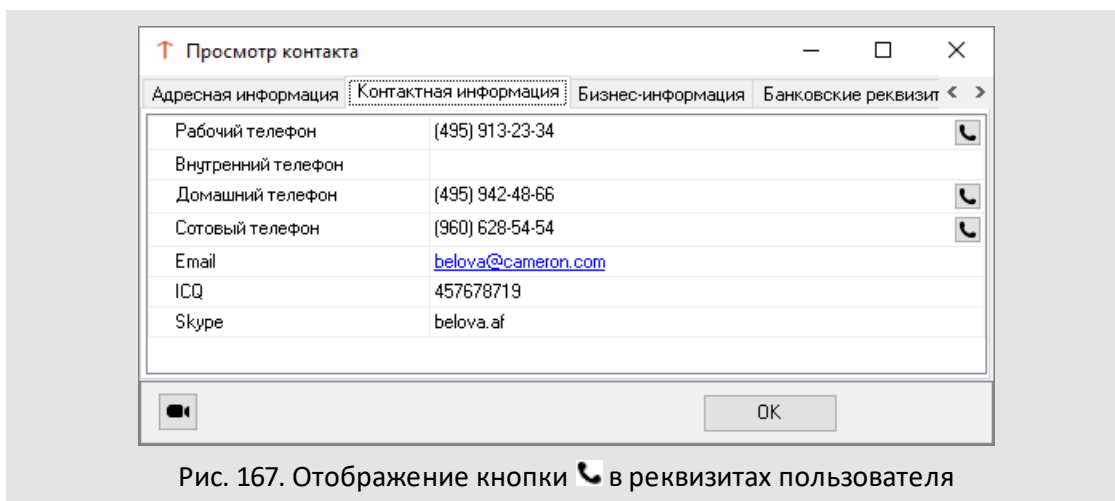 Просмотр контакта
Адресная информация Контактная информация Бизнес-информация Банковские реквизит
Рабочий телефон (495) 913-23-34
Внутренний телефон
Домашний телефон (495) 942-48-66
Сотовый телефон (960) 628-54-54
Email belova@cameron.com
ICQ 457678719
Skype belova.af
OK
Рис. 167. Отображение кнопки в реквизитах пользователя